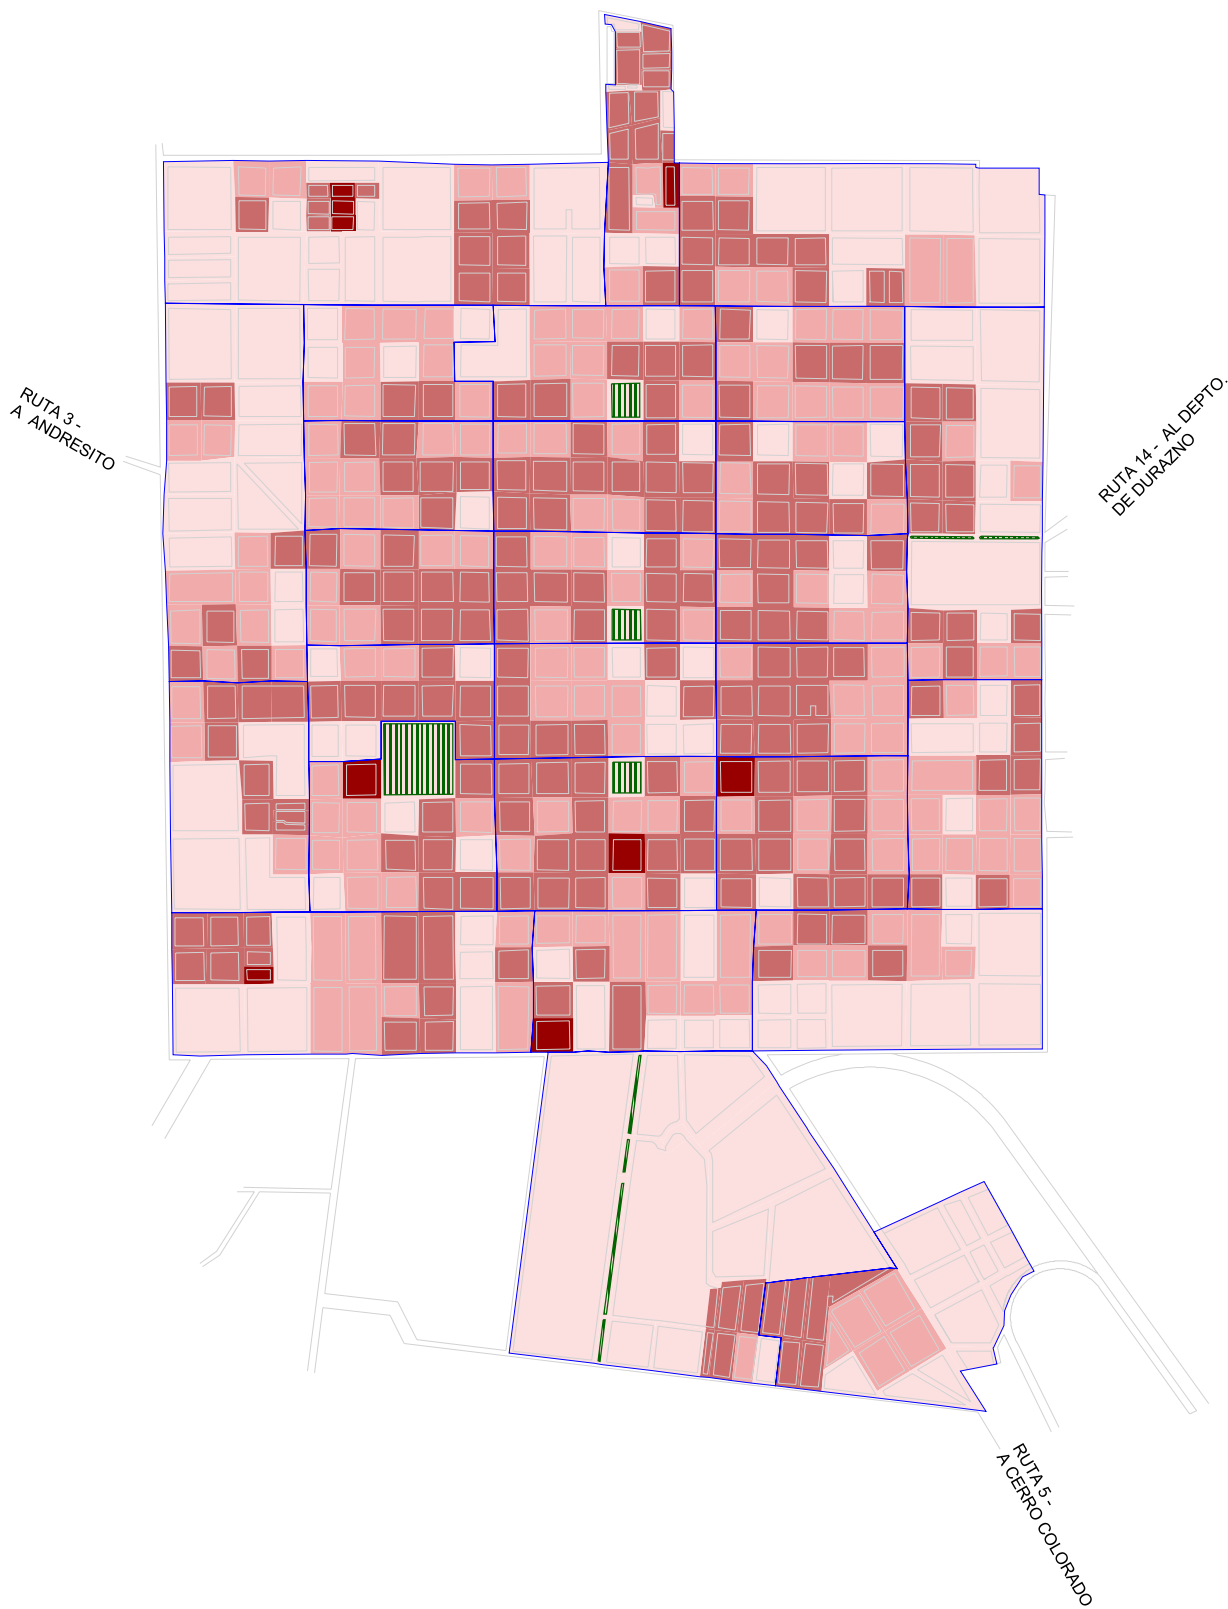 RUTA 3 -
A  ANDRESITO
RUTA 14 -  AL DEPTO.
DE DURAZNO
RUTA 5 -
A CERRO COLORADO